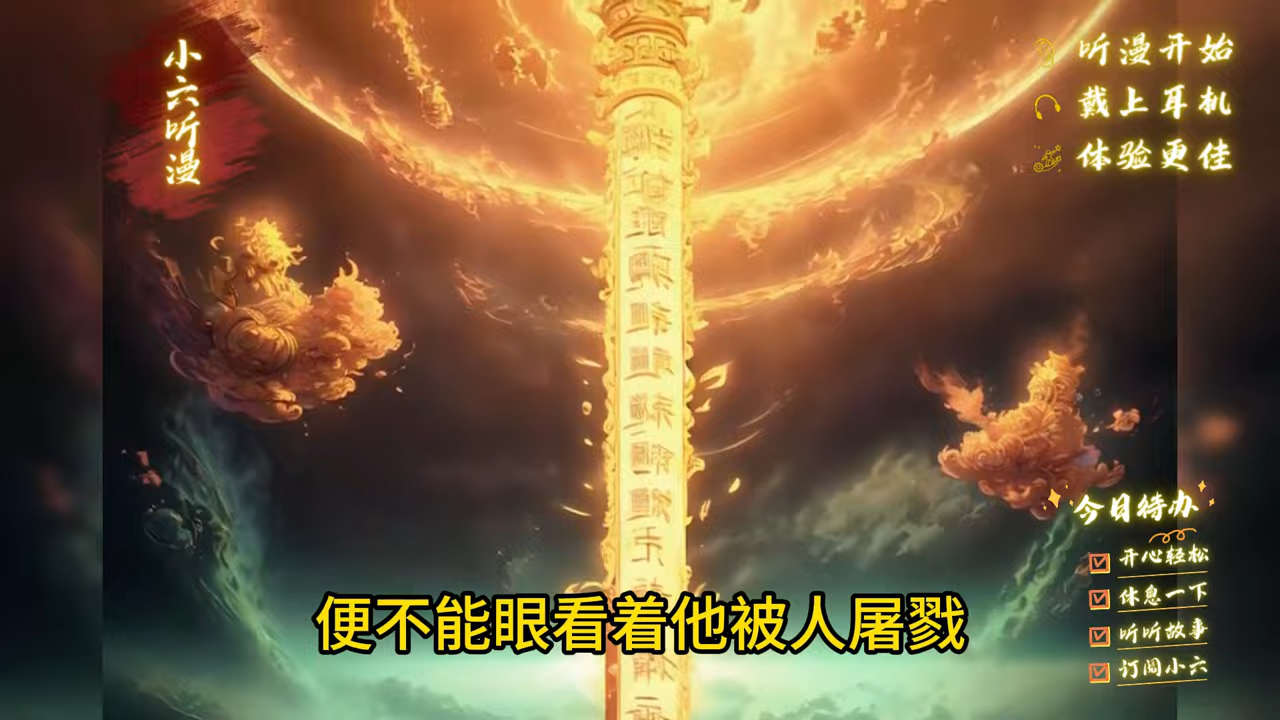 小六听漫
听漫开始
戴上耳机
体验更佳
今日待办
开心轻松
休息一下
听听故事
订阅小六
便不能眼看着他被人屠戮